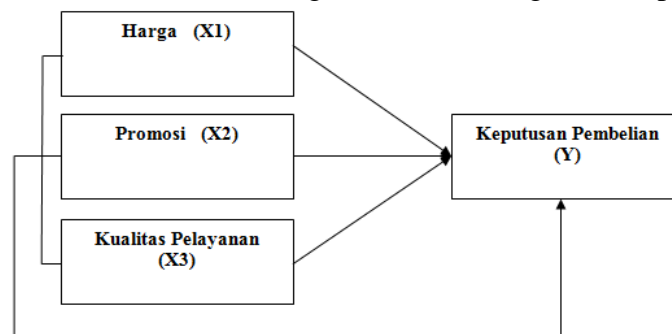 Harga (X1)
Promosi (X2)
Keputusan Pembelian
(Y)
Kualitas Pelayanan
(X3)